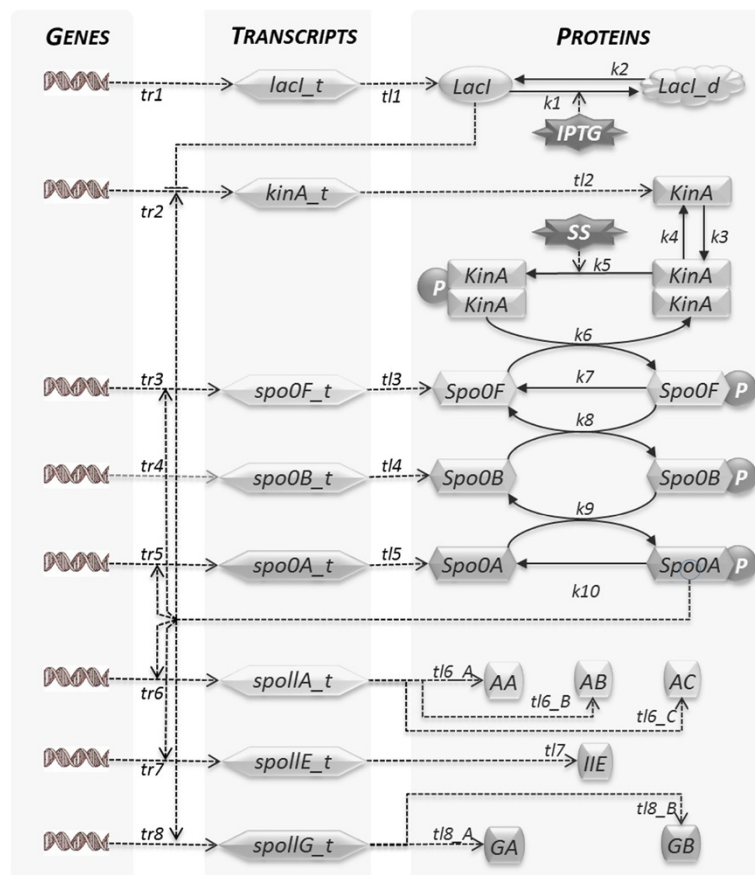 GENES TRANSCRIPTS PROTEINS
tr1 lacI_t tl1 LacI k2 k1 LacI_d
IPTG
tr2 kinA_t tl2 KinA
SS k4 k3
P KinA k5 KinA
KinA KinA
k6
tr3 spo0F_t tl3 Spo0F k7 Spo0F P
k8
tr4 spo0B_t tl4 Spo0B Spo0B P
k9
tr5 spo0A_t tl5 Spo0A Spo0A P
k10
tr6 spoIIA_t tl6_A AA AB AC
tl6_B tl6_C
tr7 spoIIE_t tl7 IIE
tl8_B
tr8 spoIIG_t tl8_A GA GB